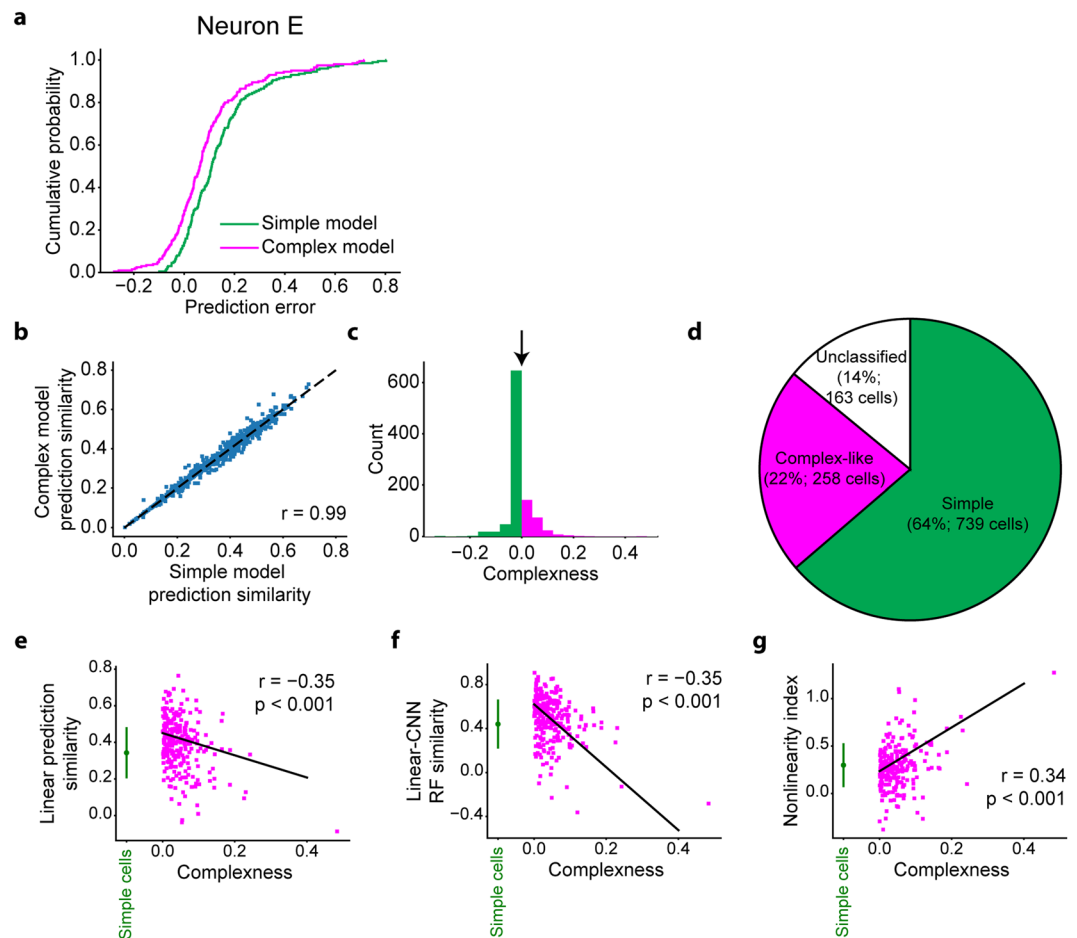 a
Neuron E
Cumulative probability
1.0
0.8
0.6
0.4
0.2
0.0
Simple model
Complex model
−0.2 0.0 0.2 0.4 0.6 0.8
Prediction error
b
Complex model
prediction similarity
0.8
0.6
0.4
0.2
0.0
r = 0.99
0.0 0.2 0.4 0.6 0.8
Simple model
prediction similarity
c
Count
600
400
200
0
−0.2 0.0 0.2 0.4
Complexness
d
Unclassified
(14%;
163 cells)
Complex-like
(22%; 258 cells)
Simple
(64%; 739 cells)
e
Linear prediction
similarity
0.8
0.6
0.4
0.2
0.0
r = −0.35
p < 0.001
0.0 0.2 0.4
Simple cells
Complexness
f
Linear-CNN
RF similarity
0.8
0.4
0.0
−0.4
r = −0.35
p < 0.001
0.0 0.2 0.4
Simple cells
Complexness
g
Nonlinearity index
1.0
0.5
0.0
r = 0.34
p < 0.001
0.0 0.2 0.4
Simple cells
Complexness